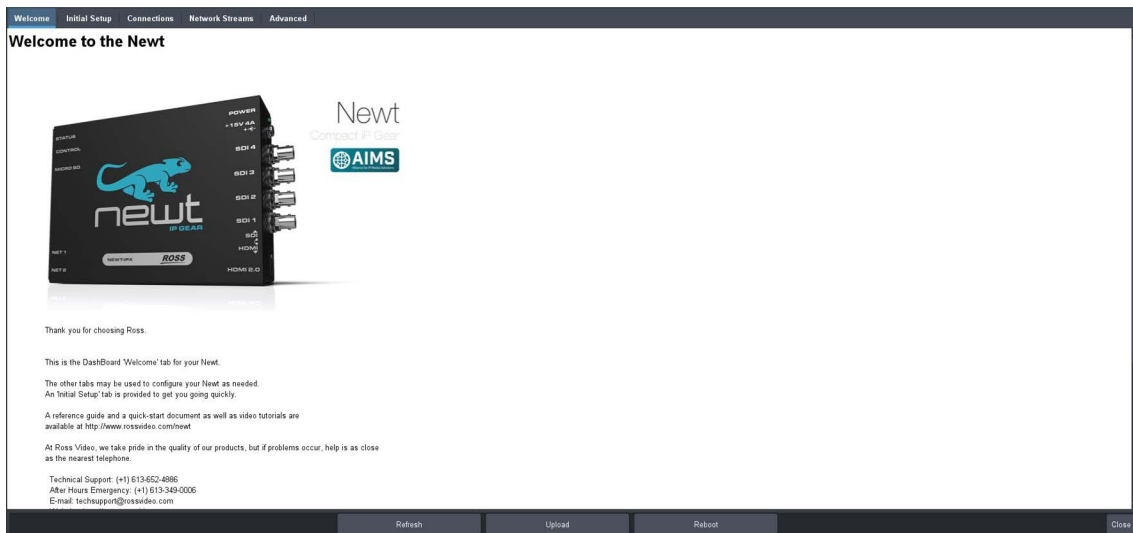 Welcome Initial Setup Connections Network Streams Advanced
Welcome to the Newt
POWER
+15V 4A
STATUS
CONTROL
MICRO SD
SDI 4
SDI 3
SDI 2
SDI 1
SDI
HDMI
HDMI 2.0
NET 1
NET 2
newt
IP GEAR
ROSS
Newt
Compact IP Gear
AIMS
Thank you for choosing Ross.
This is the DashBoard 'Welcome' tab for your Newt.
The other tabs may be used to configure your Newt as needed.
An 'Initial Setup' tab is provided to get you going quickly.
A reference guide and a quick-start document as well as video tutorials are
available at http://www.rossvideo.com/newt
At Ross Video, we take pride in the quality of our products, but if problems occur, help is as close
as the nearest telephone.
Technical Support: (+1) 613-652-4886
After Hours Emergency: (+1) 613-349-0006
E-mail: techsupport@rossvideo.com
Refresh Upload Reboot Close